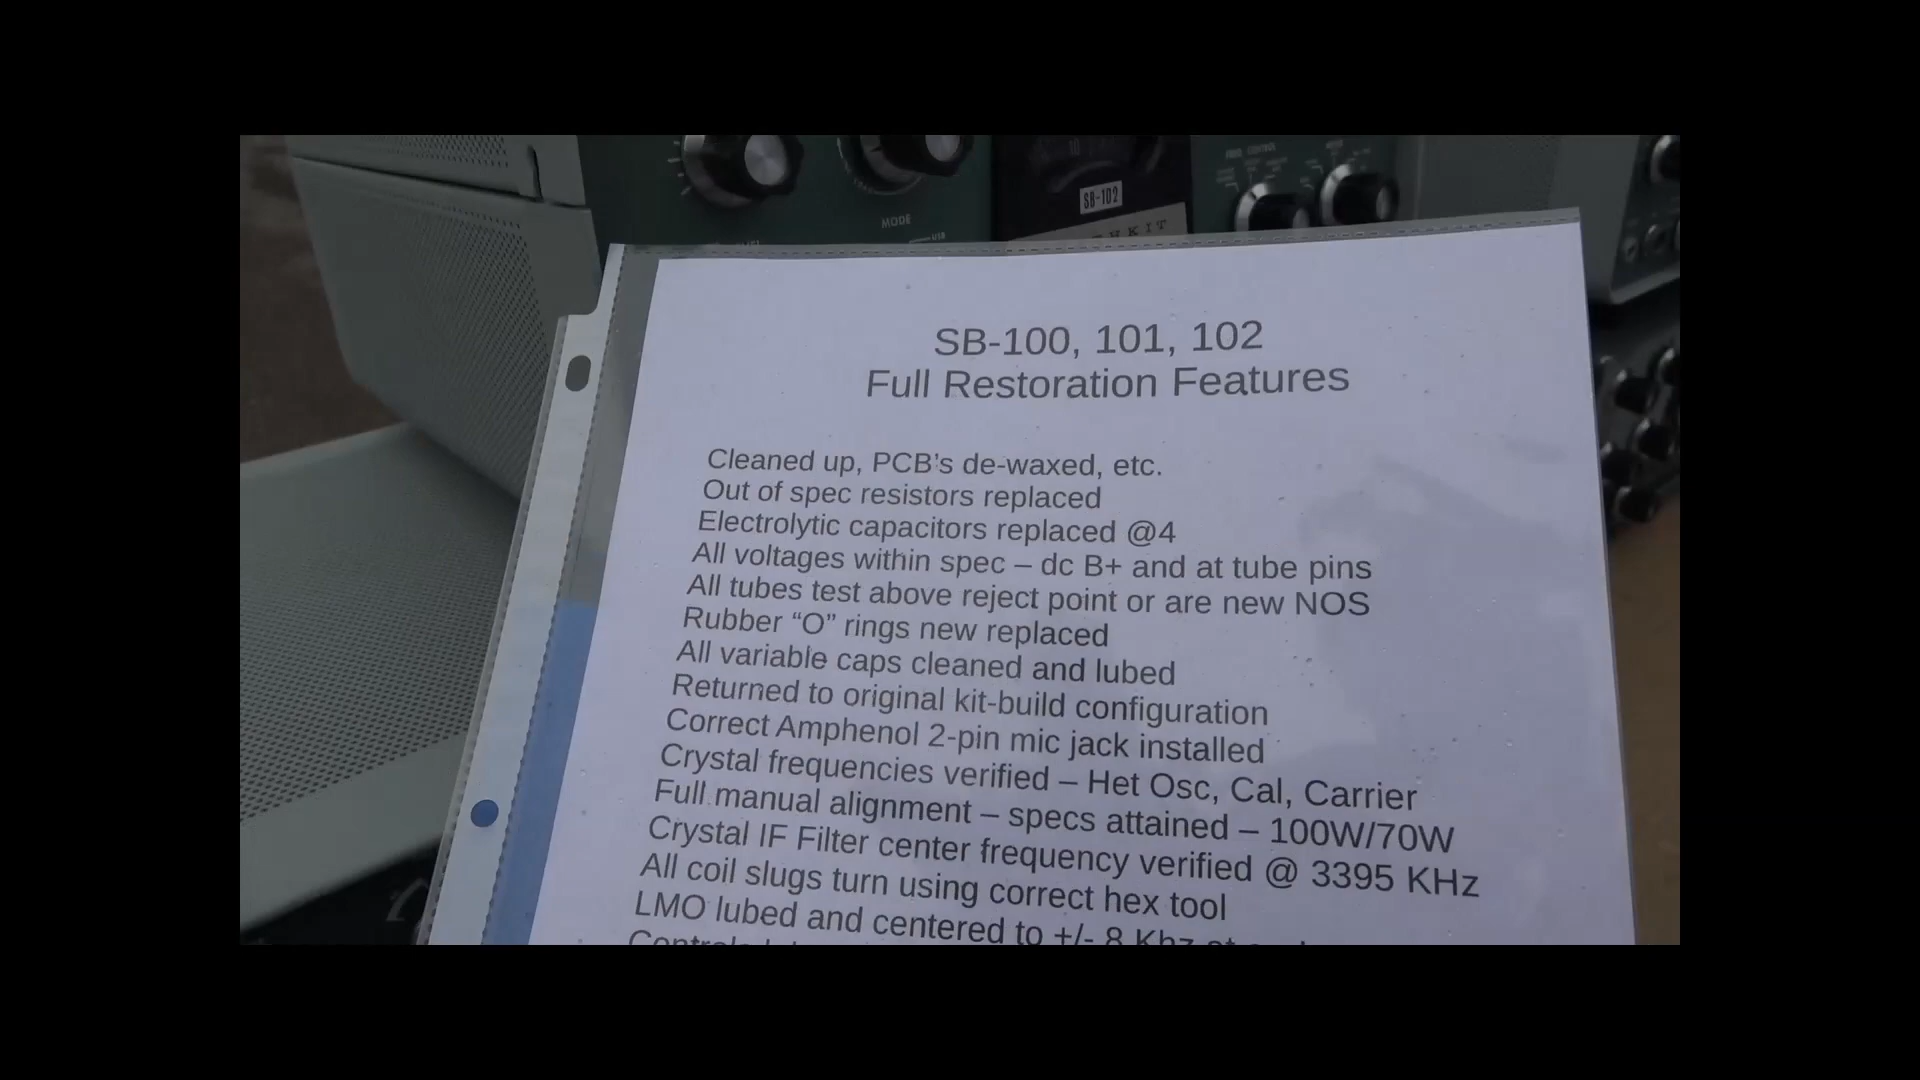 SB-102
MODE
USB
SB-100, 101, 102
Full Restoration Features
Cleaned up, PCB's de-waxed, etc.
Out of spec resistors replaced
Electrolytic capacitors replaced @4
All voltages within spec – dc B+ and at tube pins
All tubes test above reject point or are new NOS
Rubber “O” rings new replaced
All variable caps cleaned and lubed
Returned to original kit-build configuration
Correct Amphenol 2-pin mic jack installed
Crystal frequencies verified – Het Osc, Cal, Carrier
Full manual alignment – specs attained – 100W/70W
Crystal IF Filter center frequency verified @ 3395 KHz
All coil slugs turn using correct hex tool
LMO lubed and centered to +/- 8 Khz at